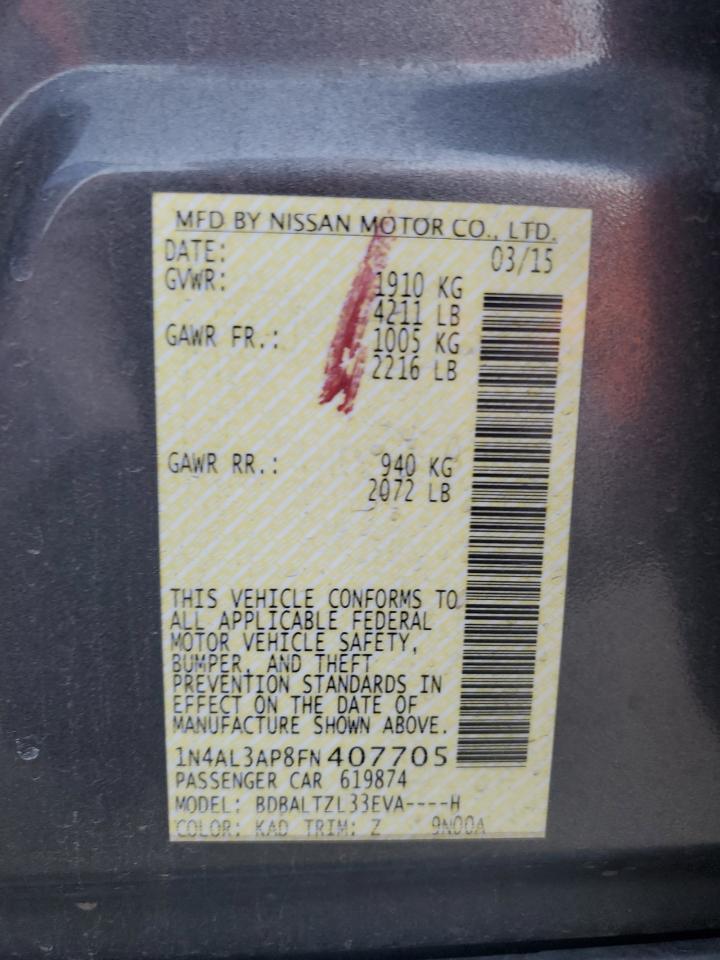 MFD BY NISSAN MOTOR CO., LTD.
DATE: 03/15
GVWR: 1910 KG
4211 LB
GAWR FR.: 1005 KG
2216 LB
GAWR RR.: 940 KG
2072 LB
THIS VEHICLE CONFORMS TO
ALL APPLICABLE FEDERAL
MOTOR VEHICLE SAFETY,
BUMPER, AND THEFT
PREVENTION STANDARDS IN
EFFECT ON THE DATE OF
MANUFACTURE SHOWN ABOVE.
1N4AL3AP8FN 407705
PASSENGER CAR 619874
MODEL: BDBALTZL33EVA----H
COLOR: KAD TRIM: Z 9N00A